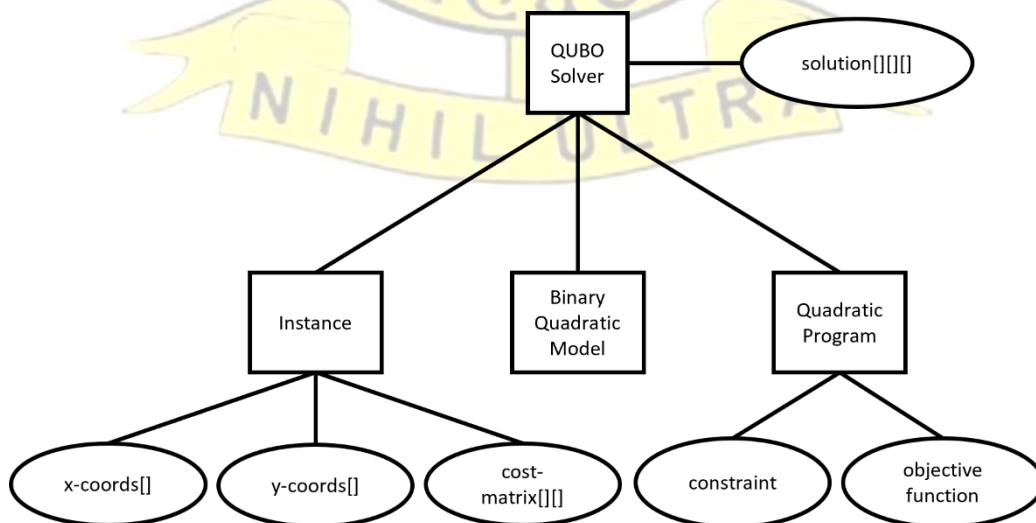 QUBO
Solver
solution[][][]
NIHIL ULTRA
Instance
Binary
Quadratic
Model
Quadratic
Program
x-coords[]
y-coords[]
cost-
matrix[][]
constraint
objective
function